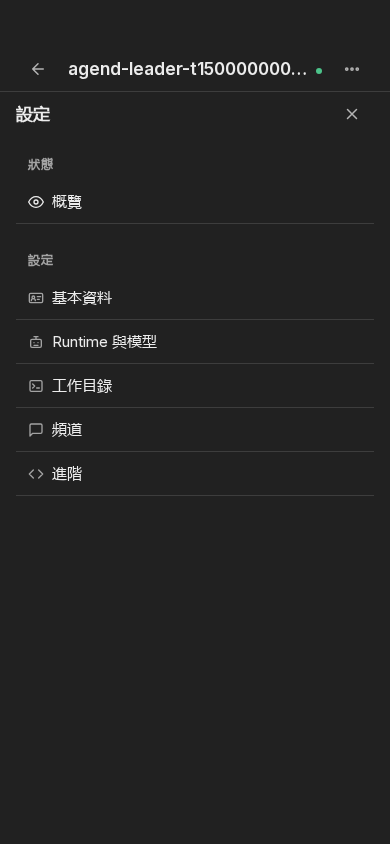 agend-leader-t150000000...
設定
狀態
概覽
設定
基本資料
Runtime 與模型
工作目錄
頻道
進階